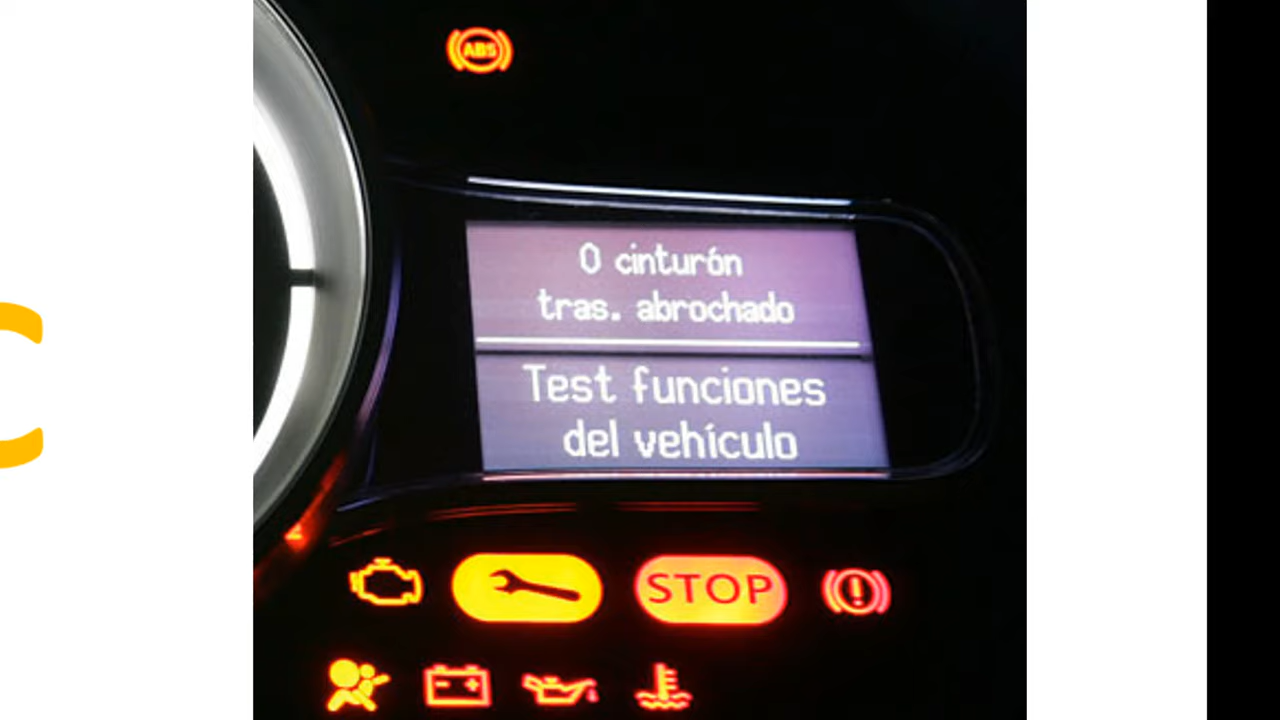 ABS
0 cinturón
tras. abrochado
Test funciones
del vehículo
STOP